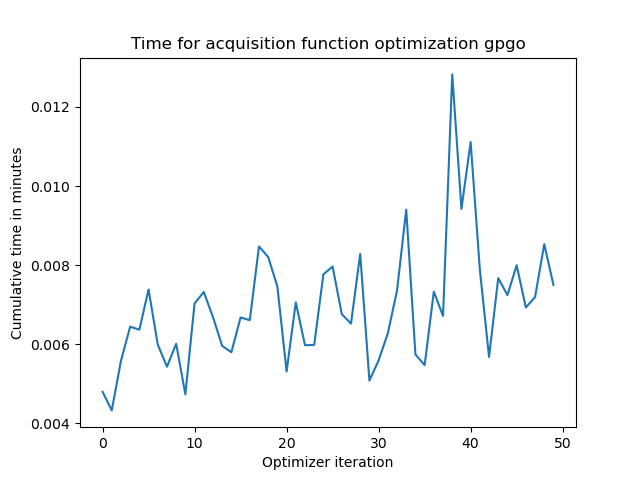 Time for acquisition function optimization gpgo
Cumulative time in minutes
0.012
0.010
0.008
0.006
0.004
0 10 20 30 40 50
Optimizer iteration